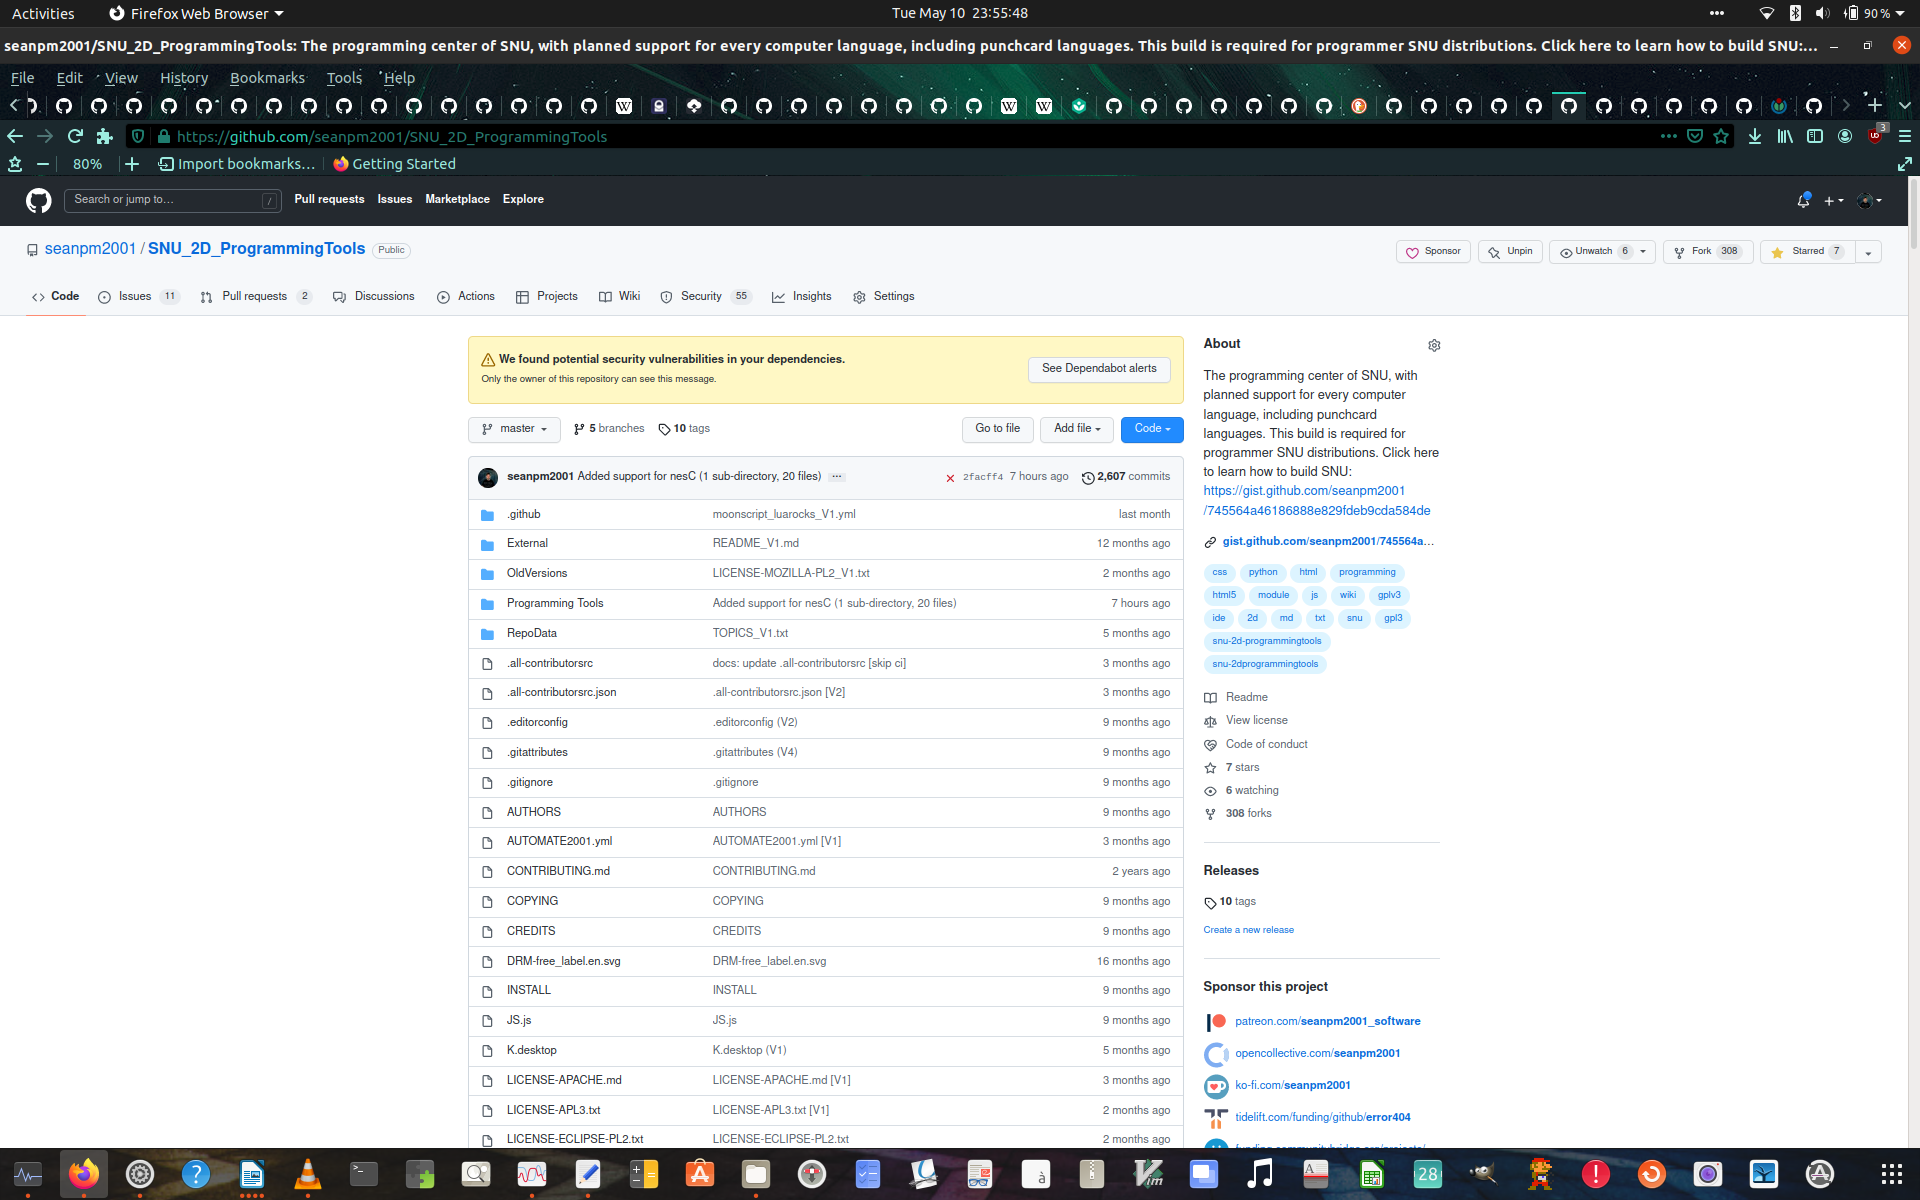 Activities Firefox Web Browser Tue May 10 23:55:48 90 %
seanpm2001/SNU_2D_ProgrammingTools: The programming center of SNU, with planned support for every computer language, including punchcard languages. This build is required for programmer SNU distributions. Click here to learn how to build SNU:...
File Edit View History Bookmarks Tools Help
https://github.com/seanpm2001/SNU_2D_ProgrammingTools 3
80% Import bookmarks... Getting Started
Search or jump to... / Pull requests Issues Marketplace Explore
seanpm2001 / SNU_2D_ProgrammingTools Public Sponsor Unpin Unwatch 6 Fork 308 Starred 7
Code Issues 11 Pull requests 2 Discussions Actions Projects Wiki Security 55 Insights Settings
We found potential security vulnerabilities in your dependencies.
Only the owner of this repository can see this message.
See Dependabot alerts
master 5 branches 10 tags Go to file Add file Code
seanpm2001 Added support for nesC (1 sub-directory, 20 files) ... 2facff4 7 hours ago 2,607 commits
.github moonscript_luarocks_V1.yml last month
External README_V1.md 12 months ago
OldVersions LICENSE-MOZILLA-PL2_V1.txt 2 months ago
Programming Tools Added support for nesC (1 sub-directory, 20 files) 7 hours ago
RepoData TOPICS_V1.txt 5 months ago
.all-contributorsrc docs: update .all-contributorsrc [skip ci] 3 months ago
.all-contributorsrc.json .all-contributorsrc.json [V2] 3 months ago
.editorconfig .editorconfig (V2) 9 months ago
.gitattributes .gitattributes (V4) 9 months ago
.gitignore .gitignore 9 months ago
AUTHORS AUTHORS 9 months ago
AUTOMATE2001.yml AUTOMATE2001.yml [V1] 3 months ago
CONTRIBUTING.md CONTRIBUTING.md 2 years ago
COPYING COPYING 9 months ago
CREDITS CREDITS 9 months ago
DRM-free_label.en.svg DRM-free_label.en.svg 16 months ago
INSTALL INSTALL 9 months ago
JS.js JS.js 9 months ago
K.desktop K.desktop (V1) 5 months ago
LICENSE-APACHE.md LICENSE-APACHE.md [V1] 3 months ago
LICENSE-APL3.txt LICENSE-APL3.txt [V1] 2 months ago
LICENSE-ECLIPSE-PL2.txt LICENSE-ECLIPSE-PL2.txt 2 months ago
About
The programming center of SNU, with
planned support for every computer
language, including punchcard
languages. This build is required for
programmer SNU distributions. Click here
to learn how to build SNU:
https://gist.github.com/seanpm2001
/745564a46186888e829fdeb9cda584de
gist.github.com/seanpm2001/745564a...
css python html programming
html5 module js wiki gplv3
ide 2d md txt snu gpl3
snu-2d-programmingtools
snu-2dprogrammingtools
Readme
View license
Code of conduct
7 stars
6 watching
308 forks
Releases
10 tags
Create a new release
Sponsor this project
patreon.com/seanpm2001_software
opencollective.com/seanpm2001
ko-fi.com/seanpm2001
tidelift.com/funding/github/error404
28